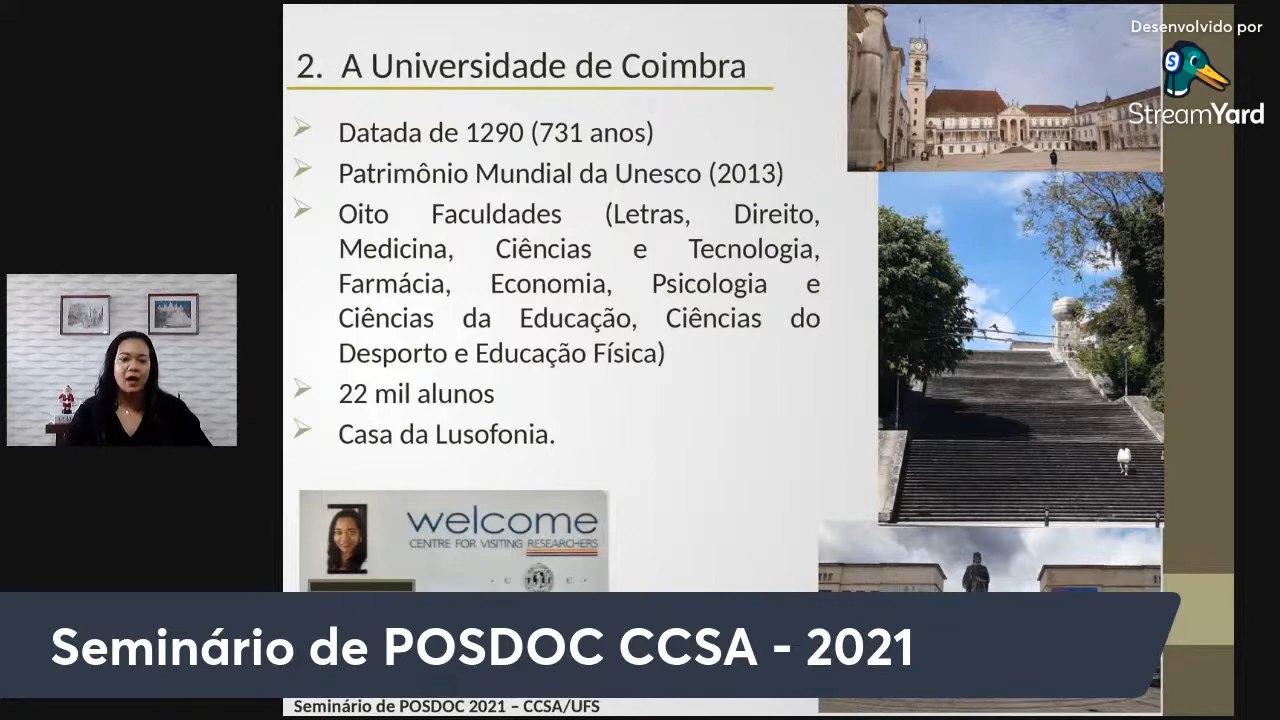 Desenvolvido por
StreamYard
2. A Universidade de Coimbra
Datada de 1290 (731 anos)
Patrimônio Mundial da Unesco (2013)
Oito Faculdades (Letras, Direito,
Medicina, Ciências e Tecnologia,
Farmácia, Economia, Psicologia e
Ciências da Educação, Ciências do
Desporto e Educação Física)
22 mil alunos
Casa da Lusofonia.
welcome
CENTRE FOR VISITING RESEARCHERS
Seminário de POSDOC CCSA - 2021
Seminário de POSDOC 2021 – CCSA/UFS